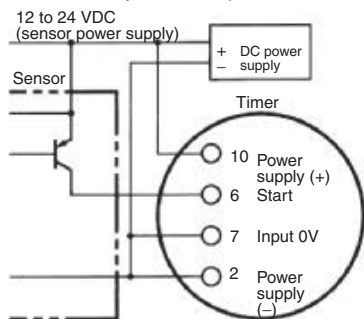 12 to 24 VDC
(sensor power supply)
+ DC power
− supply
Sensor
Timer
10 Power
supply (+)
6 Start
7 Input 0V
2 Power
supply
(−)